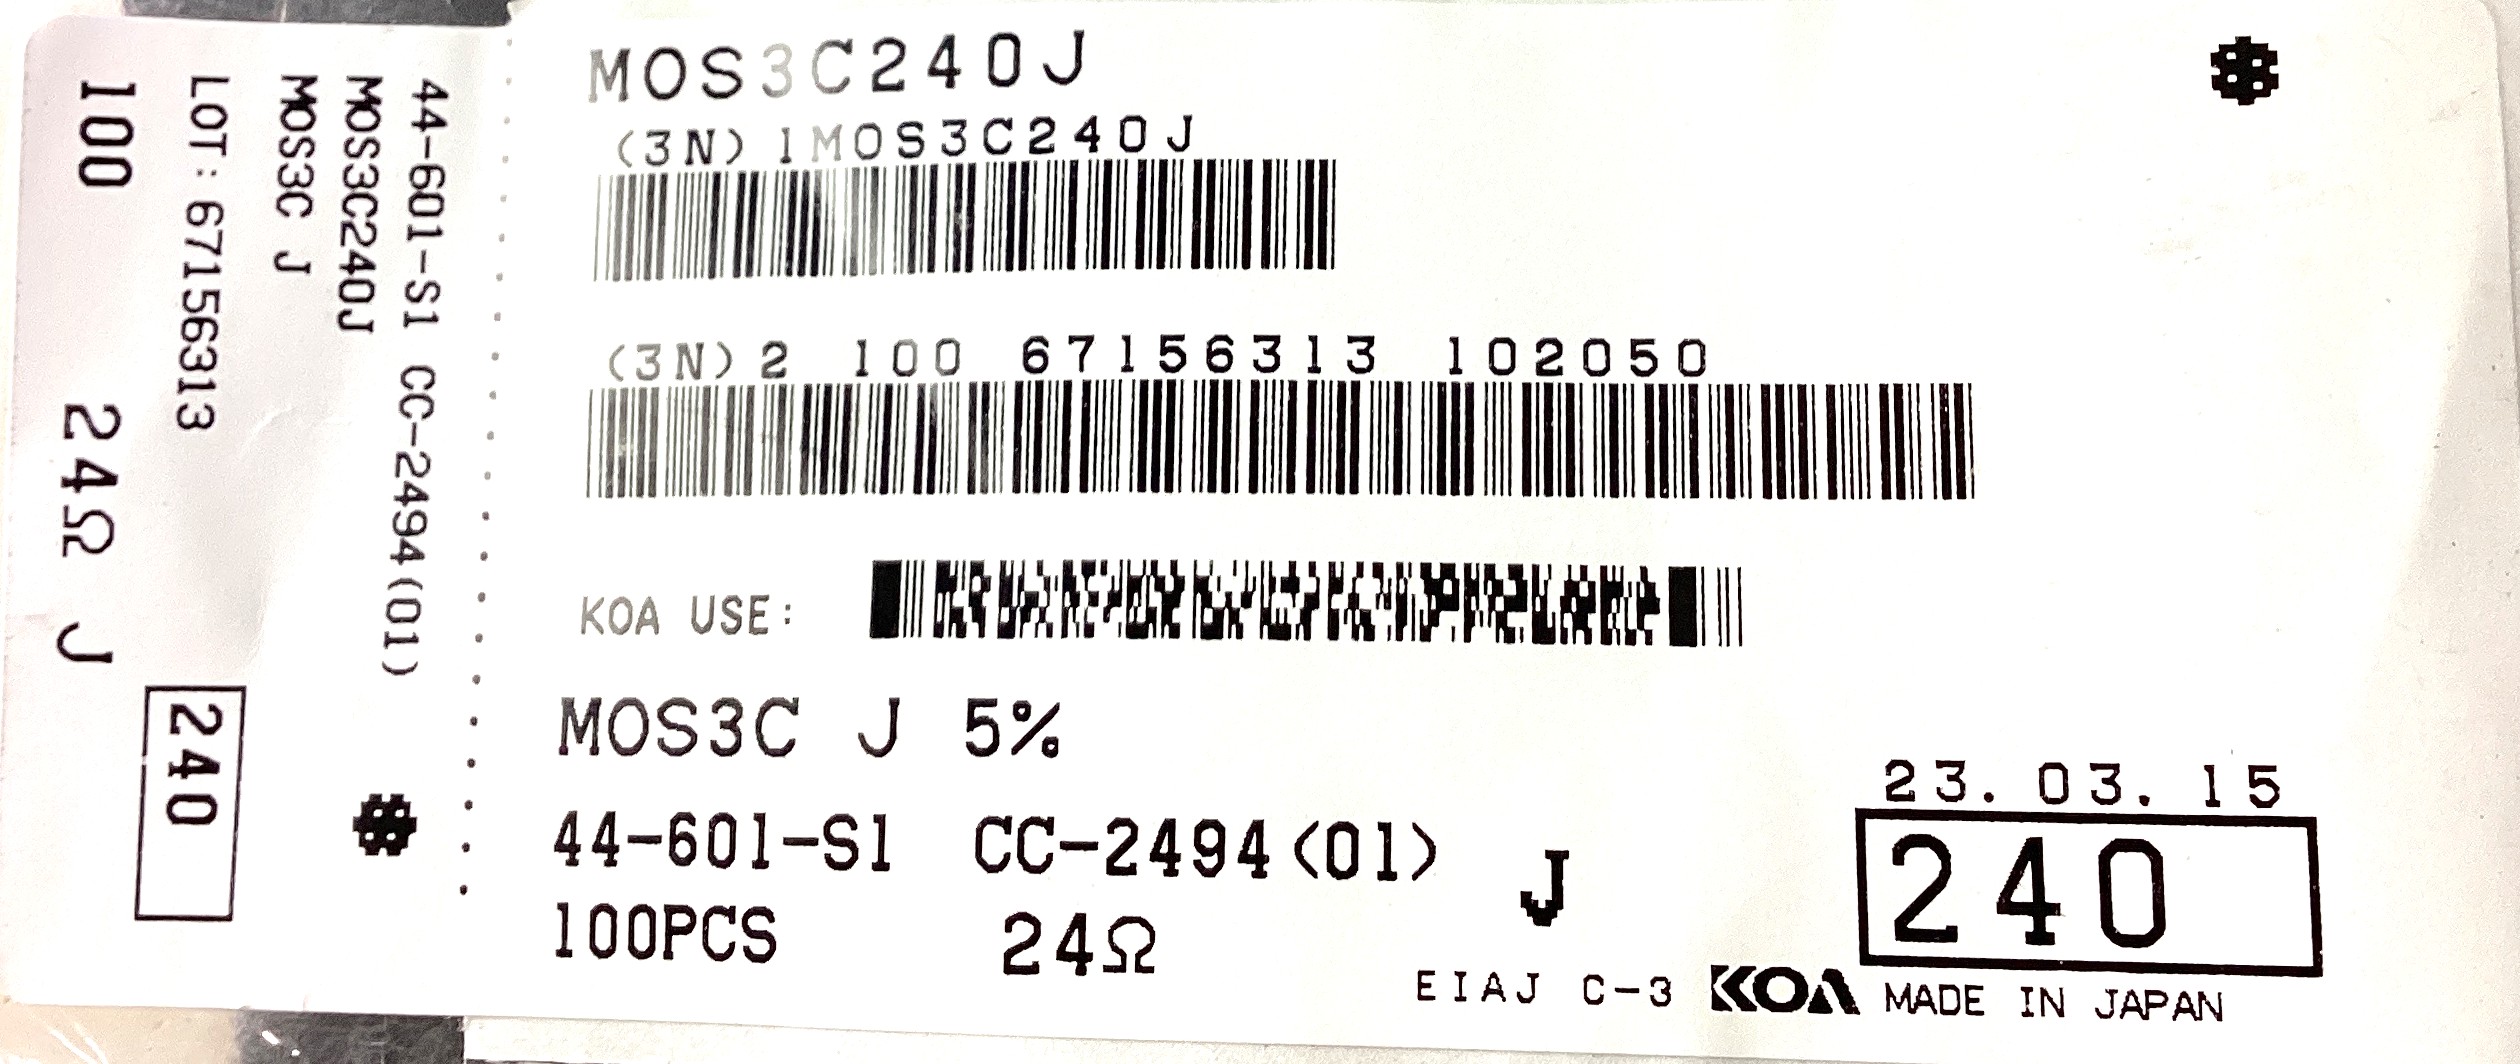 44-601-S1 CC-2494(01)
MOS3C240J
MOS3C J
LOT: 67156313
100 24Ω J
240
MOS3C240J
(3N) 1MOS3C240J
(3N)2 100 67156313 102050
KOA USE:
MOS3C J 5%
44-601-S1 CC-2494(01) J
100PCS 24Ω
23.03.15
240
EIAJ C-3 KOA MADE IN JAPAN